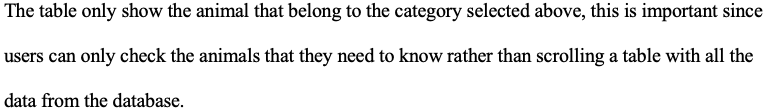 The table only show the animal that belong to the category selected above, this is important since
users can only check the animals that they need to know rather than scrolling a table with all the
data from the database.